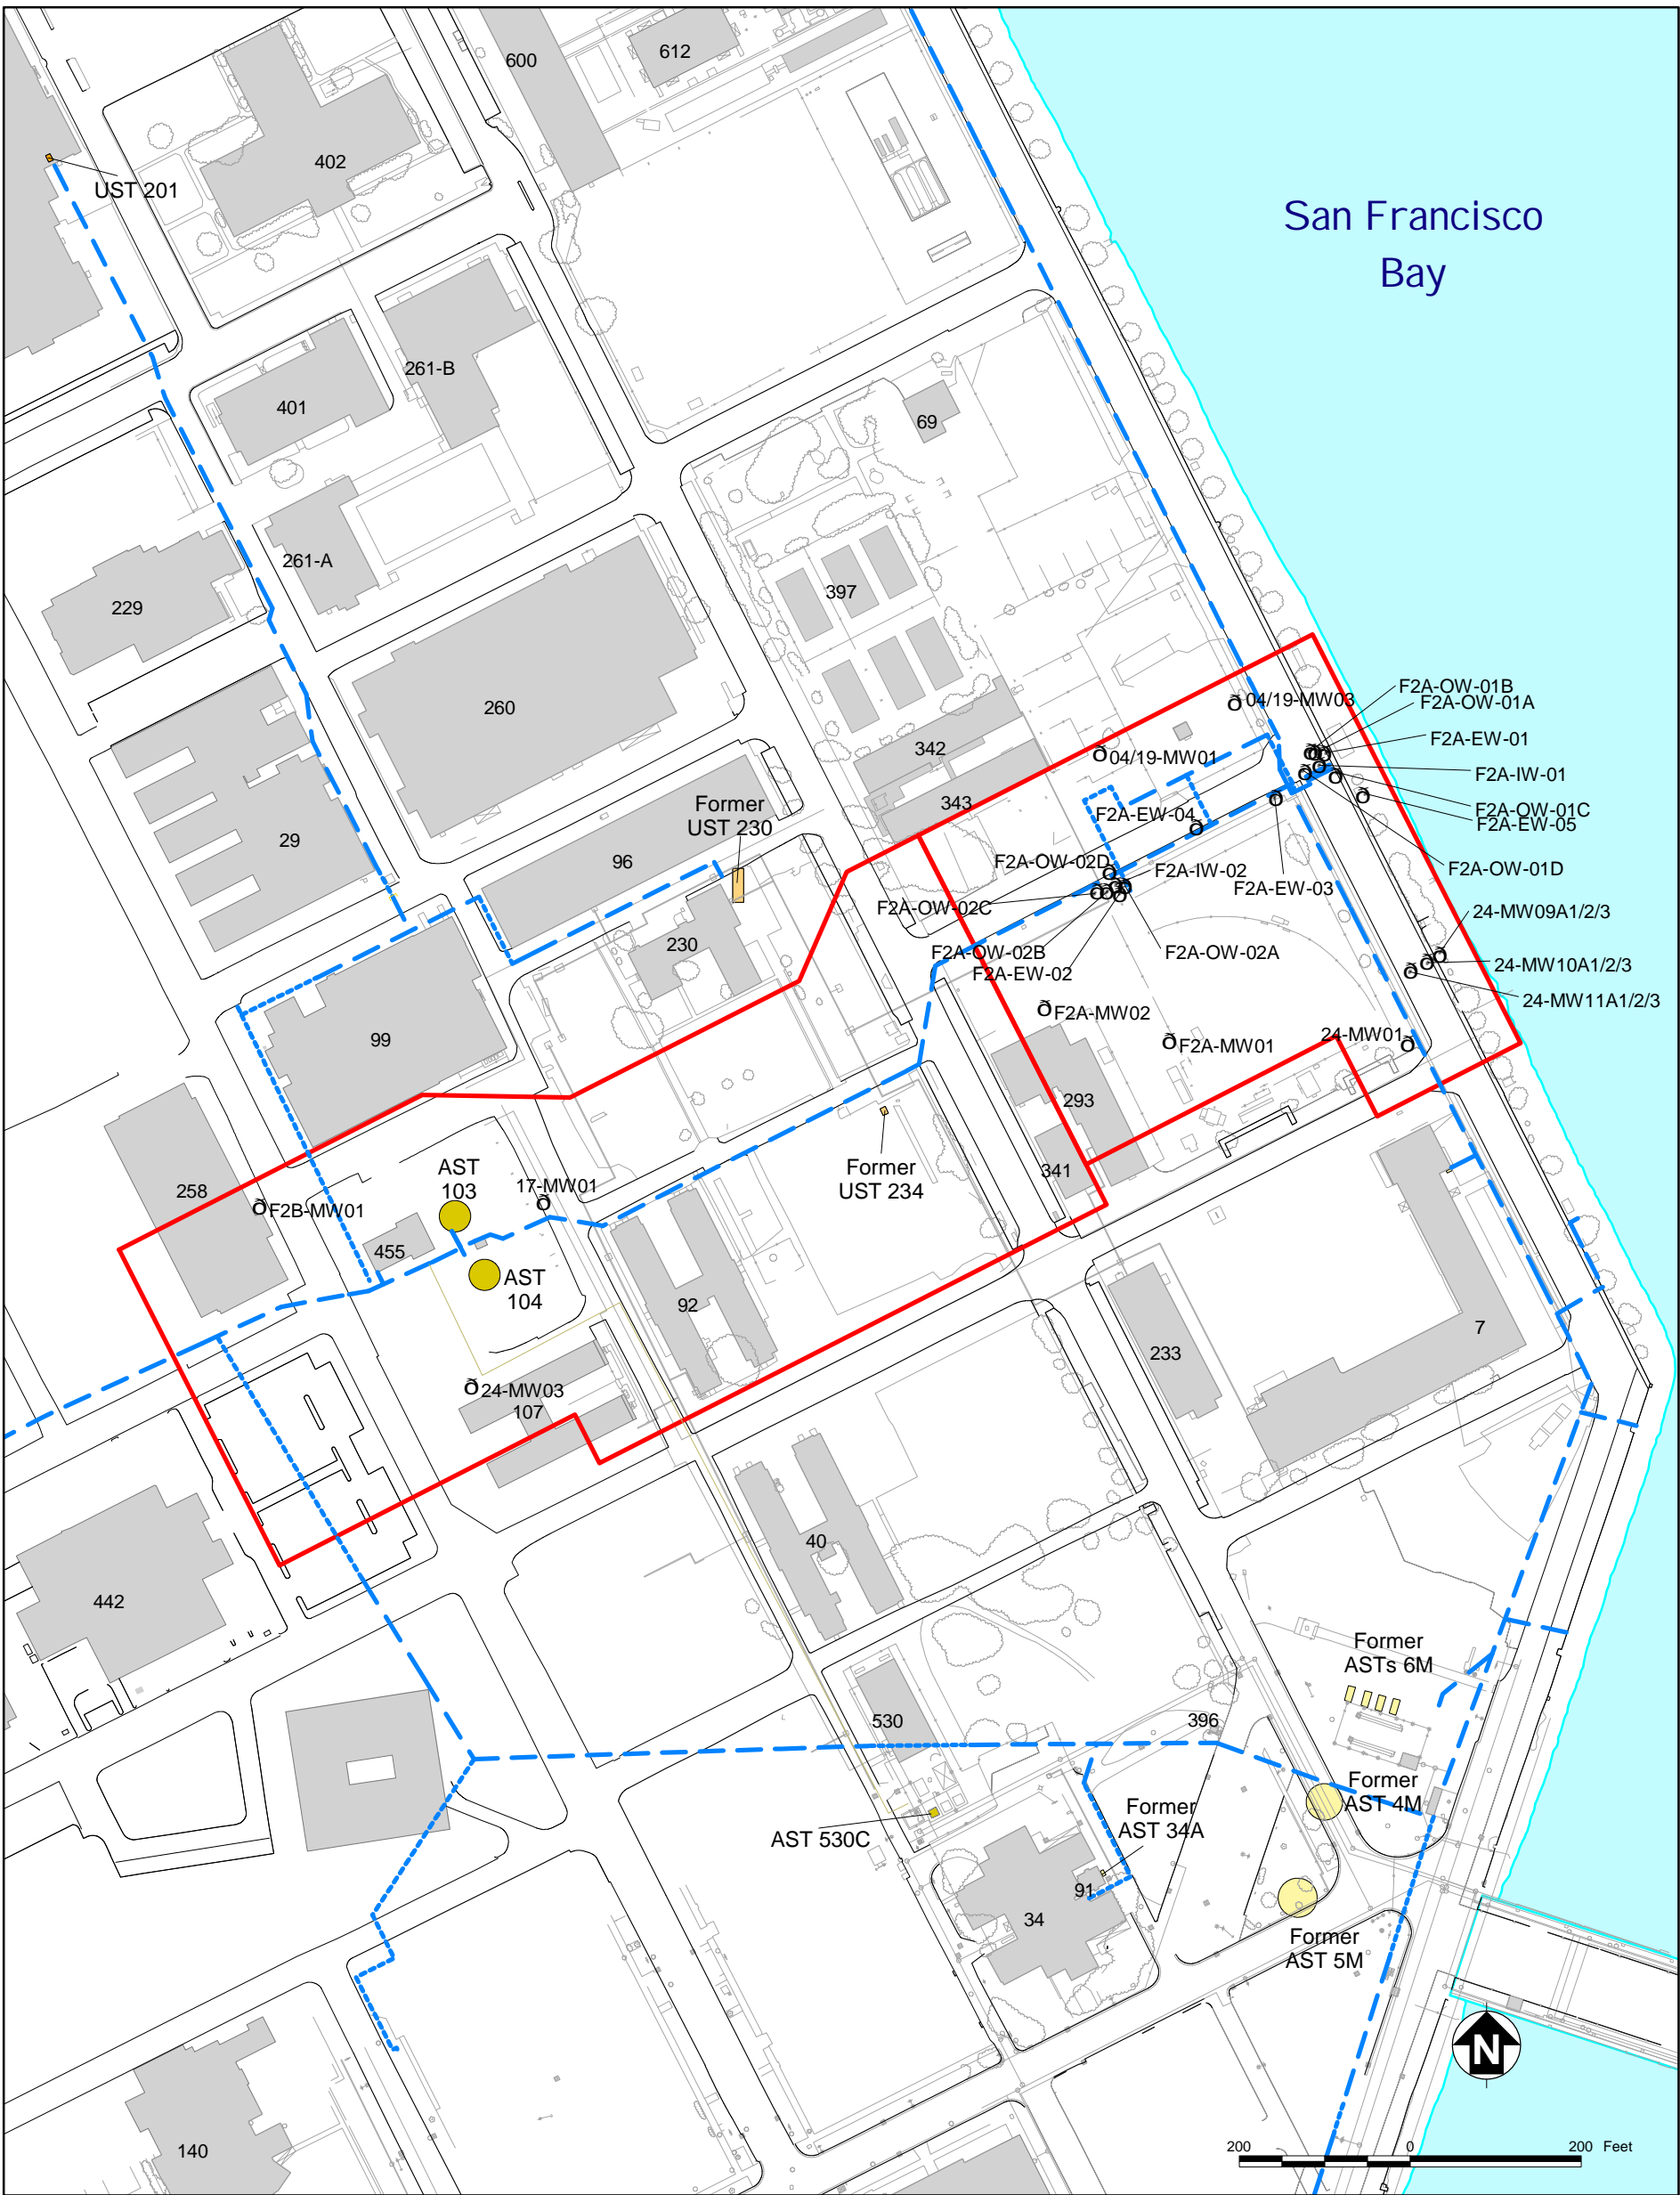 600
612
402
UST 201
San Francisco
Bay
261-B
401
69
261-A
397
229
260
04/19-MW03
F2A-OW-01B
F2A-OW-01A
F2A-EW-01
F2A-IW-01
F2A-OW-01C
F2A-EW-05
F2A-OW-01D
342
04/19-MW01
343
Former
UST 230
F2A-EW-04
29
96
F2A-OW-02D
F2A-IW-02
F2A-EW-03
F2A-OW-02C
24-MW09A1/2/3
230
F2A-OW-02B
F2A-OW-02A
F2A-EW-02
24-MW10A1/2/3
24-MW11A1/2/3
F2A-MW02
99
F2A-MW01
24-MW01
293
AST
103
Former
UST 234
341
258
17-MW01
F2B-MW01
455
AST
104
92
7
233
24-MW03
107
40
442
Former
ASTs 6M
530
396
Former
AST 4M
Former
AST 34A
AST 530C
91
34
Former
AST 5M
N
140
200 0 200 Feet